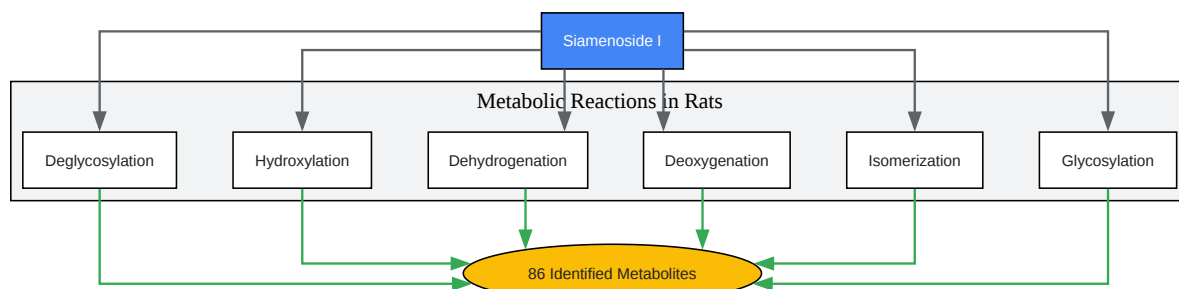 Siamenoside I
Metabolic Reactions in Rats
Deglycosylation
Hydroxylation
Dehydrogenation
Deoxygenation
Isomerization
Glycosylation
86 Identified Metabolites